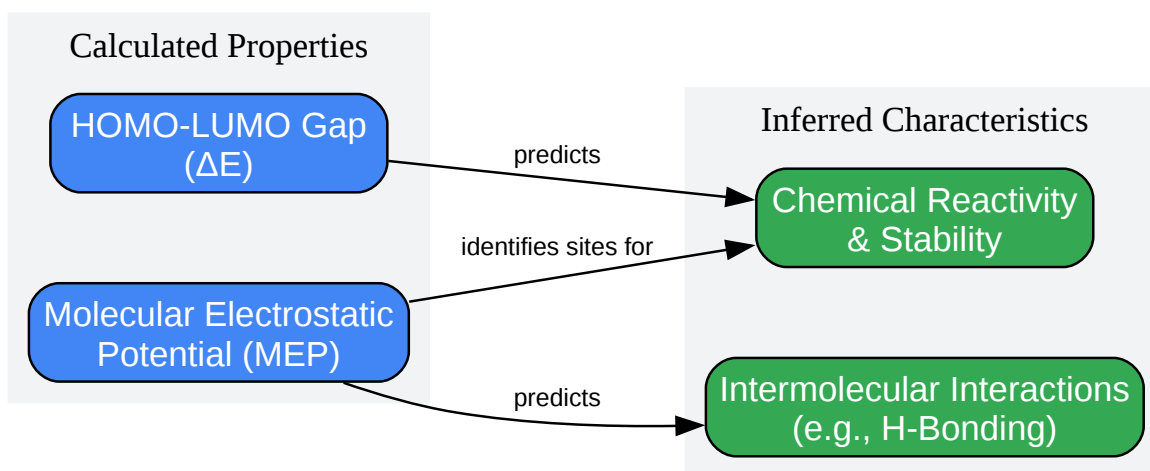 Calculated Properties
HOMO-LUMO Gap
(ΔE)
Molecular Electrostatic
Potential (MEP)
predicts
identifies sites for
predicts
Inferred Characteristics
Chemical Reactivity
& Stability
Intermolecular Interactions
(e.g., H-Bonding)